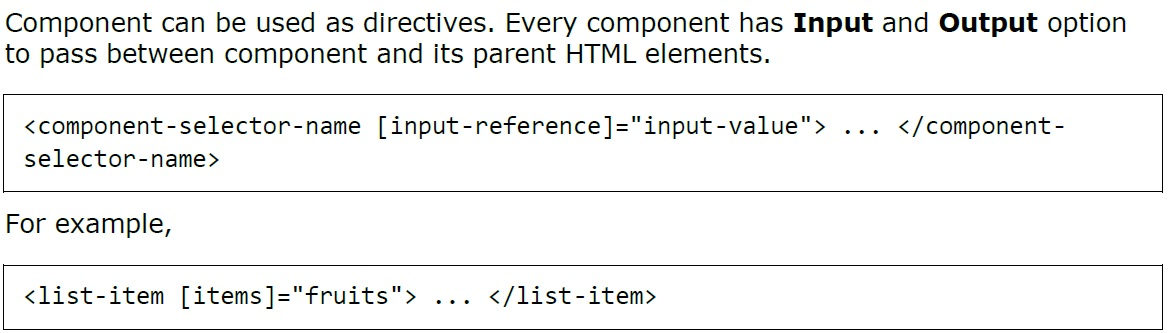 Component can be used as directives. Every component has Input and Output option
to pass between component and its parent HTML elements.
<component-selector-name [input-reference]="input-value"> ... </component-
selector-name>
For example,
<list-item [items]="fruits"> ... </list-item>